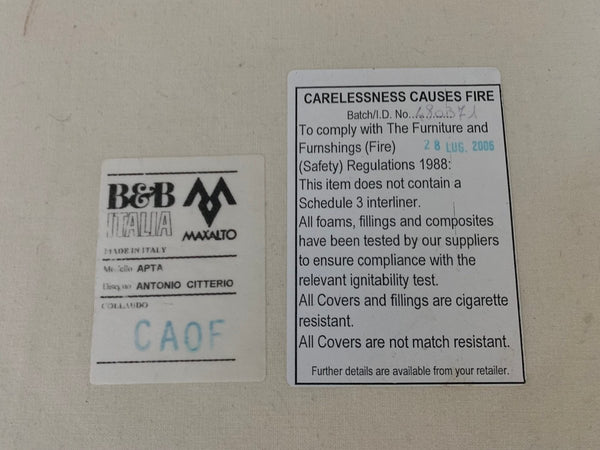 B&B
ITALIA
MAXALTO
MADE IN ITALY
Modello APTA
Disegno ANTONIO CITTERIO
COLLAUDO
CAOF
CARELESSNESS CAUSES FIRE
Batch/I.D. No. 490371
To comply with The Furniture and
Furnshings (Fire) 28 LUG. 2006
(Safety) Regulations 1988:
This item does not contain a
Schedule 3 interliner.
All foams, fillings and composites
have been tested by our suppliers
to ensure compliance with the
relevant ignitability test.
All Covers and fillings are cigarette
resistant.
All Covers are not match resistant.
Further details are available from your retailer.